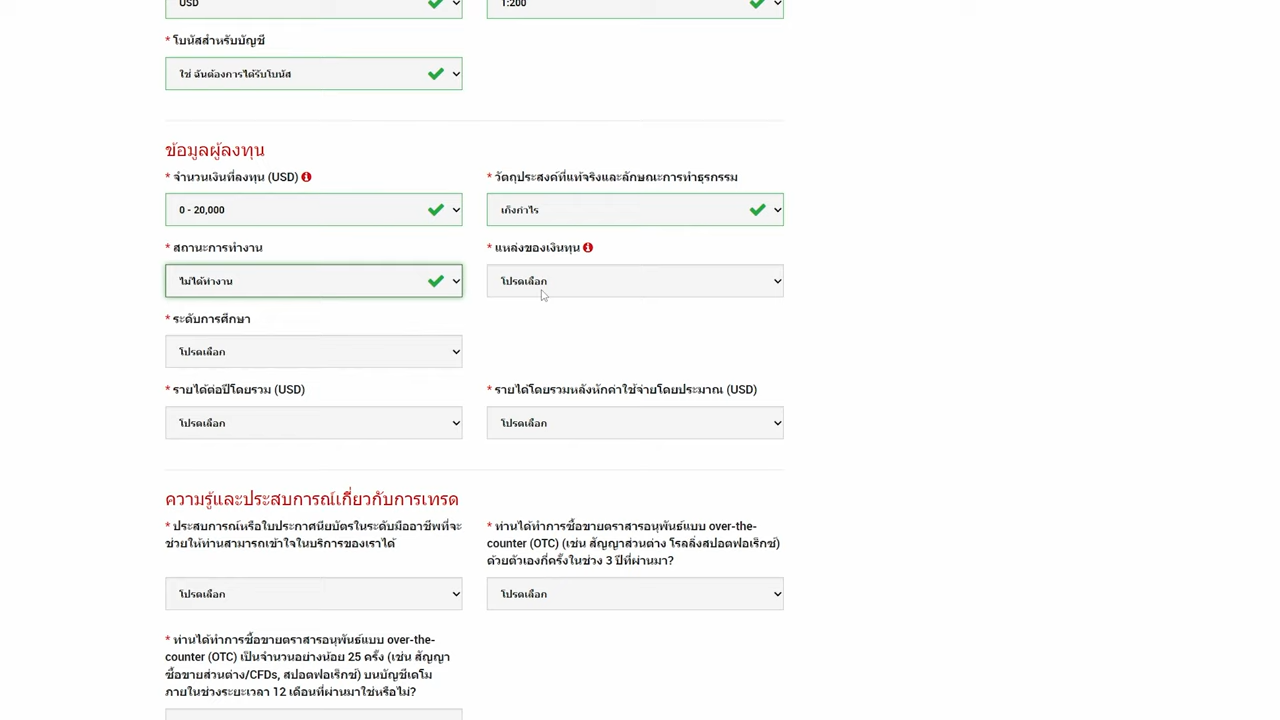 USD
1:200
* โบนัสสำหรับบัญชี
ใช่ ฉันต้องการได้รับโบนัส
ข้อมูลผู้ลงทุน
* จำนวนเงินที่ลงทุน (USD)
* วัตถุประสงค์ที่แท้จริงและลักษณะการทำธุรกรรม
0 - 20,000
เก็งกำไร
* สถานะการทำงาน
* แหล่งของเงินทุน
ไม่ได้ทำงาน
โปรดเลือก
* ระดับการศึกษา
โปรดเลือก
* รายได้ต่อปีโดยรวม (USD)
* รายได้โดยรวมหลังหักค่าใช้จ่ายโดยประมาณ (USD)
โปรดเลือก
โปรดเลือก
ความรู้และประสบการณ์เกี่ยวกับการเทรด
* ประสบการณ์หรือใบประกาศนียบัตรในระดับมืออาชีพที่จะ
ช่วยให้ท่านสามารถเข้าใจในบริการของเราได้
* ท่านได้ทำการซื้อขายตราสารอนุพันธ์แบบ over-the-
counter (OTC) (เช่น สัญญาส่วนต่าง โรลลิ่งสปอตฟอเร็กซ์)
ด้วยตัวเองกี่ครั้งในช่วง 3 ปีที่ผ่านมา?
โปรดเลือก
โปรดเลือก
* ท่านได้ทำการซื้อขายตราสารอนุพันธ์แบบ over-the-
counter (OTC) เป็นจำนวนอย่างน้อย 25 ครั้ง (เช่น สัญญา
ซื้อขายส่วนต่าง/CFDs, สปอตฟอเร็กซ์) บนบัญชีเดโม
ภายในช่วงระยะเวลา 12 เดือนที่ผ่านมาใช่หรือไม่?